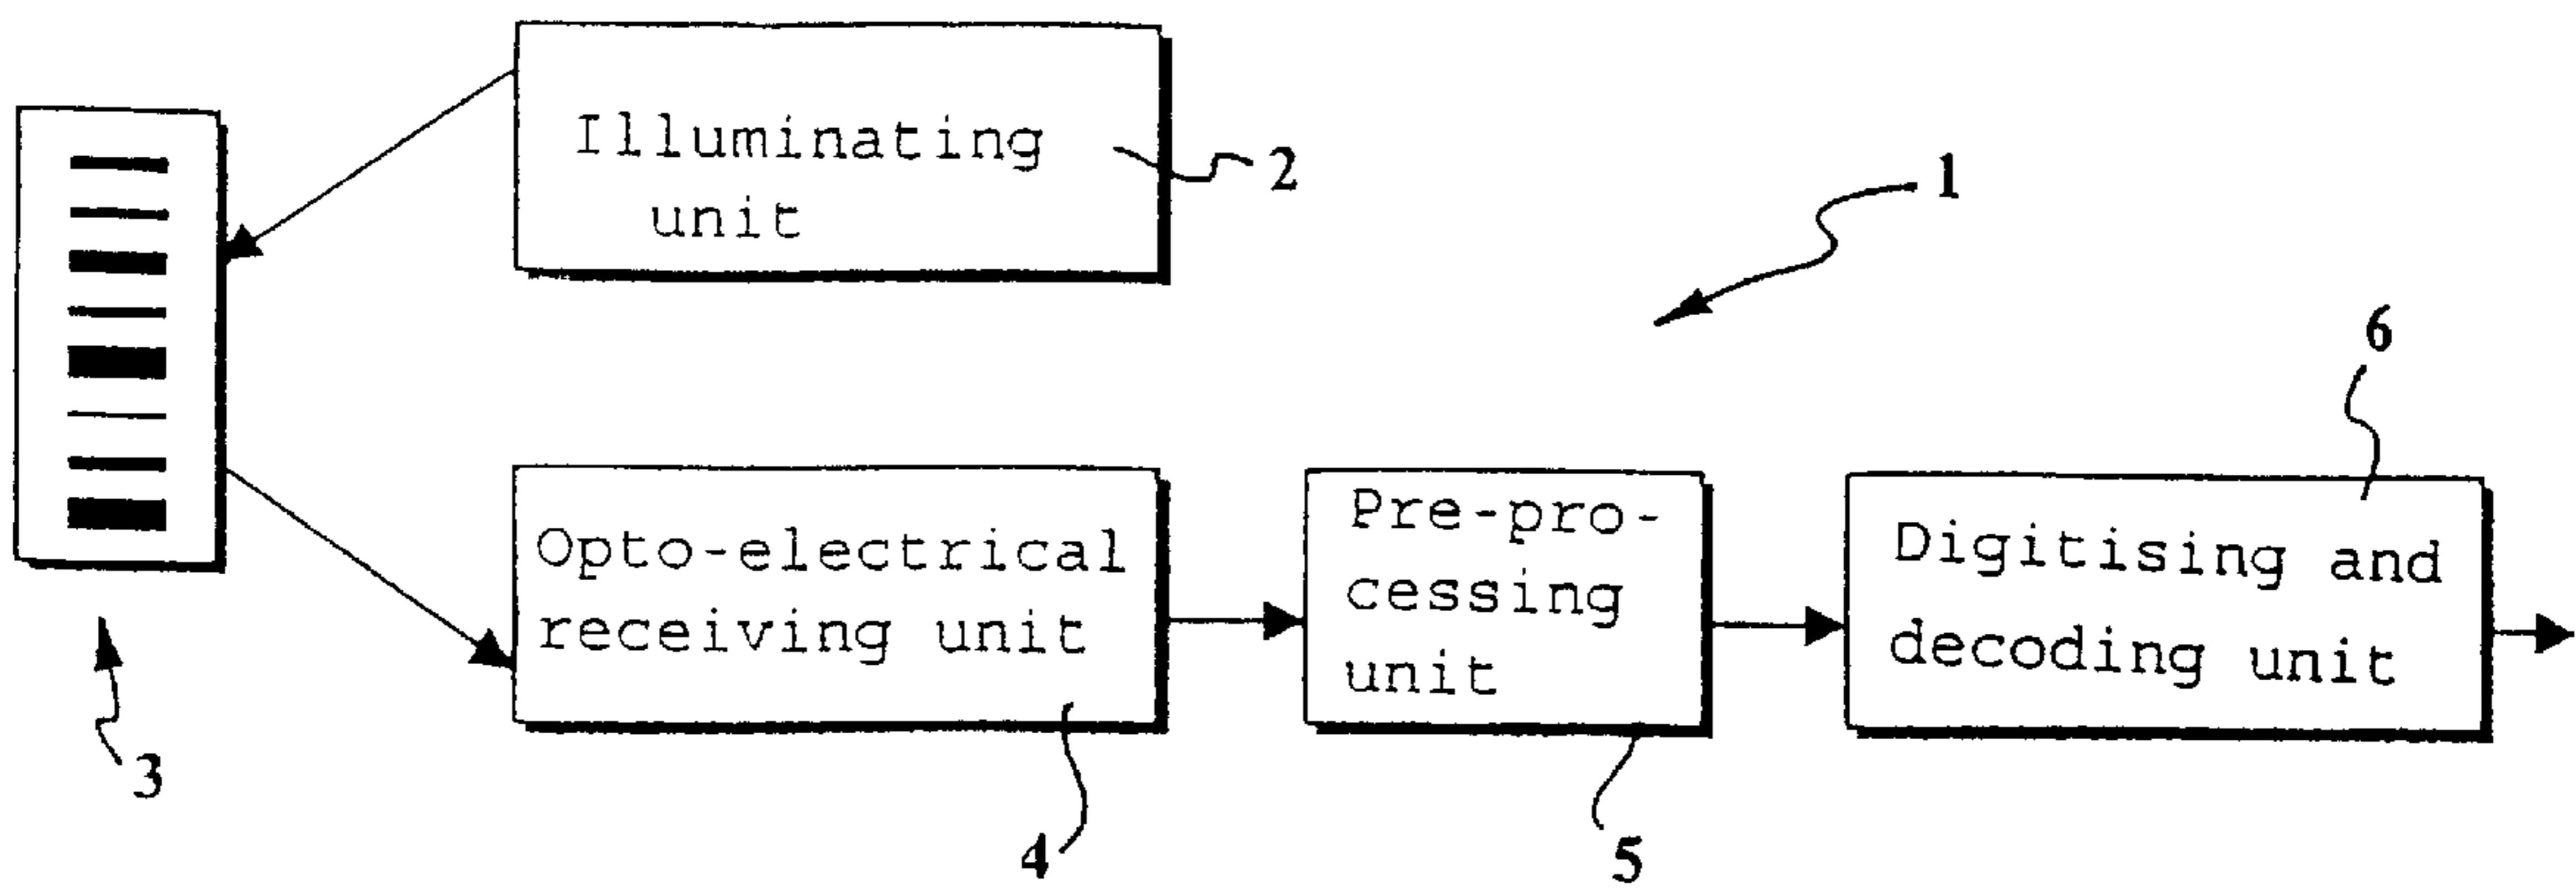 Illuminating
unit
2
1
6
Opto-electrical
receiving unit
Pre-pro-
cessing
unit
Digitising and
decoding unit
3
4
5